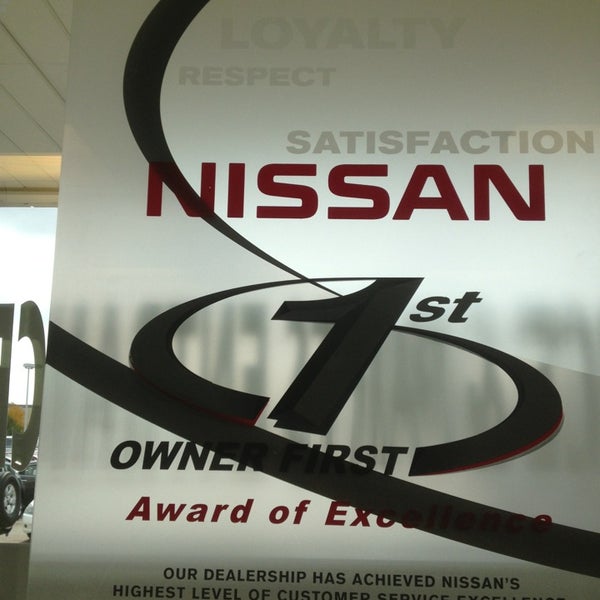 LOYALTY
RESPECT
SATISFACTION
NISSAN
1st
OWNER FIRST
Award of Excellence
OUR DEALERSHIP HAS ACHIEVED NISSAN'S
HIGHEST LEVEL OF CUSTOMER SERVICE EXCELLENCE